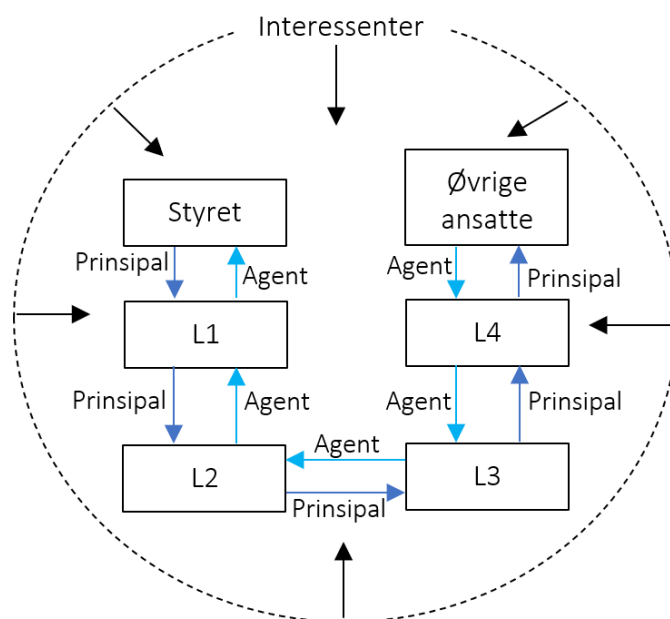 Interessenter
Styret
Øvrige
ansatte
Prinsipal
Agent
Agent
Prinsipal
L1
L4
Prinsipal
Agent
Agent
Prinsipal
Agent
L2
L3
Prinsipal